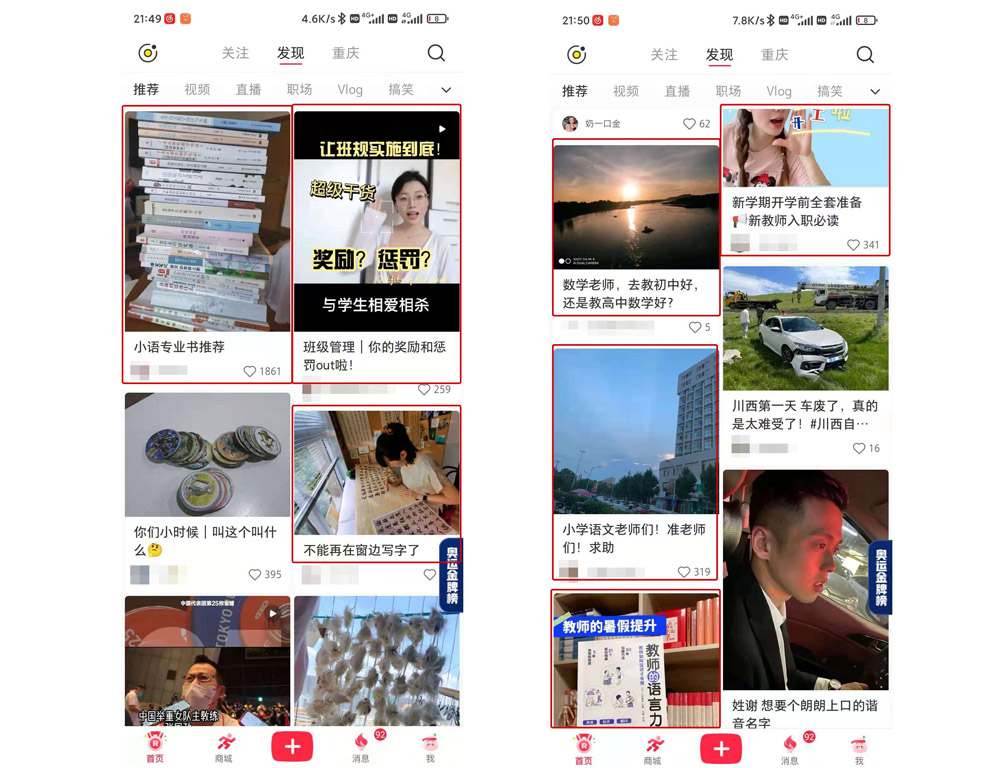 21:49
4.6K/s HD 4G HD 4G 8
关注 发现 重庆
推荐 视频 直播 职场 Vlog 搞笑
小语专业书推荐
1861
让班规实施到底!
超级干货
奖励?惩罚?
与学生相爱相杀
班级管理｜你的奖励和惩
罚out啦!
259
你们小时候｜叫这个叫什
么🤔
395
不能再在窗边写字了
奥运金牌榜
中国代表团第25枚金牌
TOKYO
中国举重女队主教练
首页 商城 消息 92 我
21:50
7.8K/s HD 4G HD 4G 8
关注 发现 重庆
推荐 视频 直播 职场 Vlog 搞笑
奶一口金
62
数学老师，去教初中好，
还是教高中数学好?
5
小学语文老师们！准老师
们！求助
319
教师的暑假提升
教师的语言力
开工啦
新学期开学前全套准备
📢新教师入职必读
341
川西第一天 车废了，真的
是太难受了！#川西自…
16
奥运金牌榜
姓谢 想要个朗朗上口的谐
音名字
首页 商城 消息 92 我